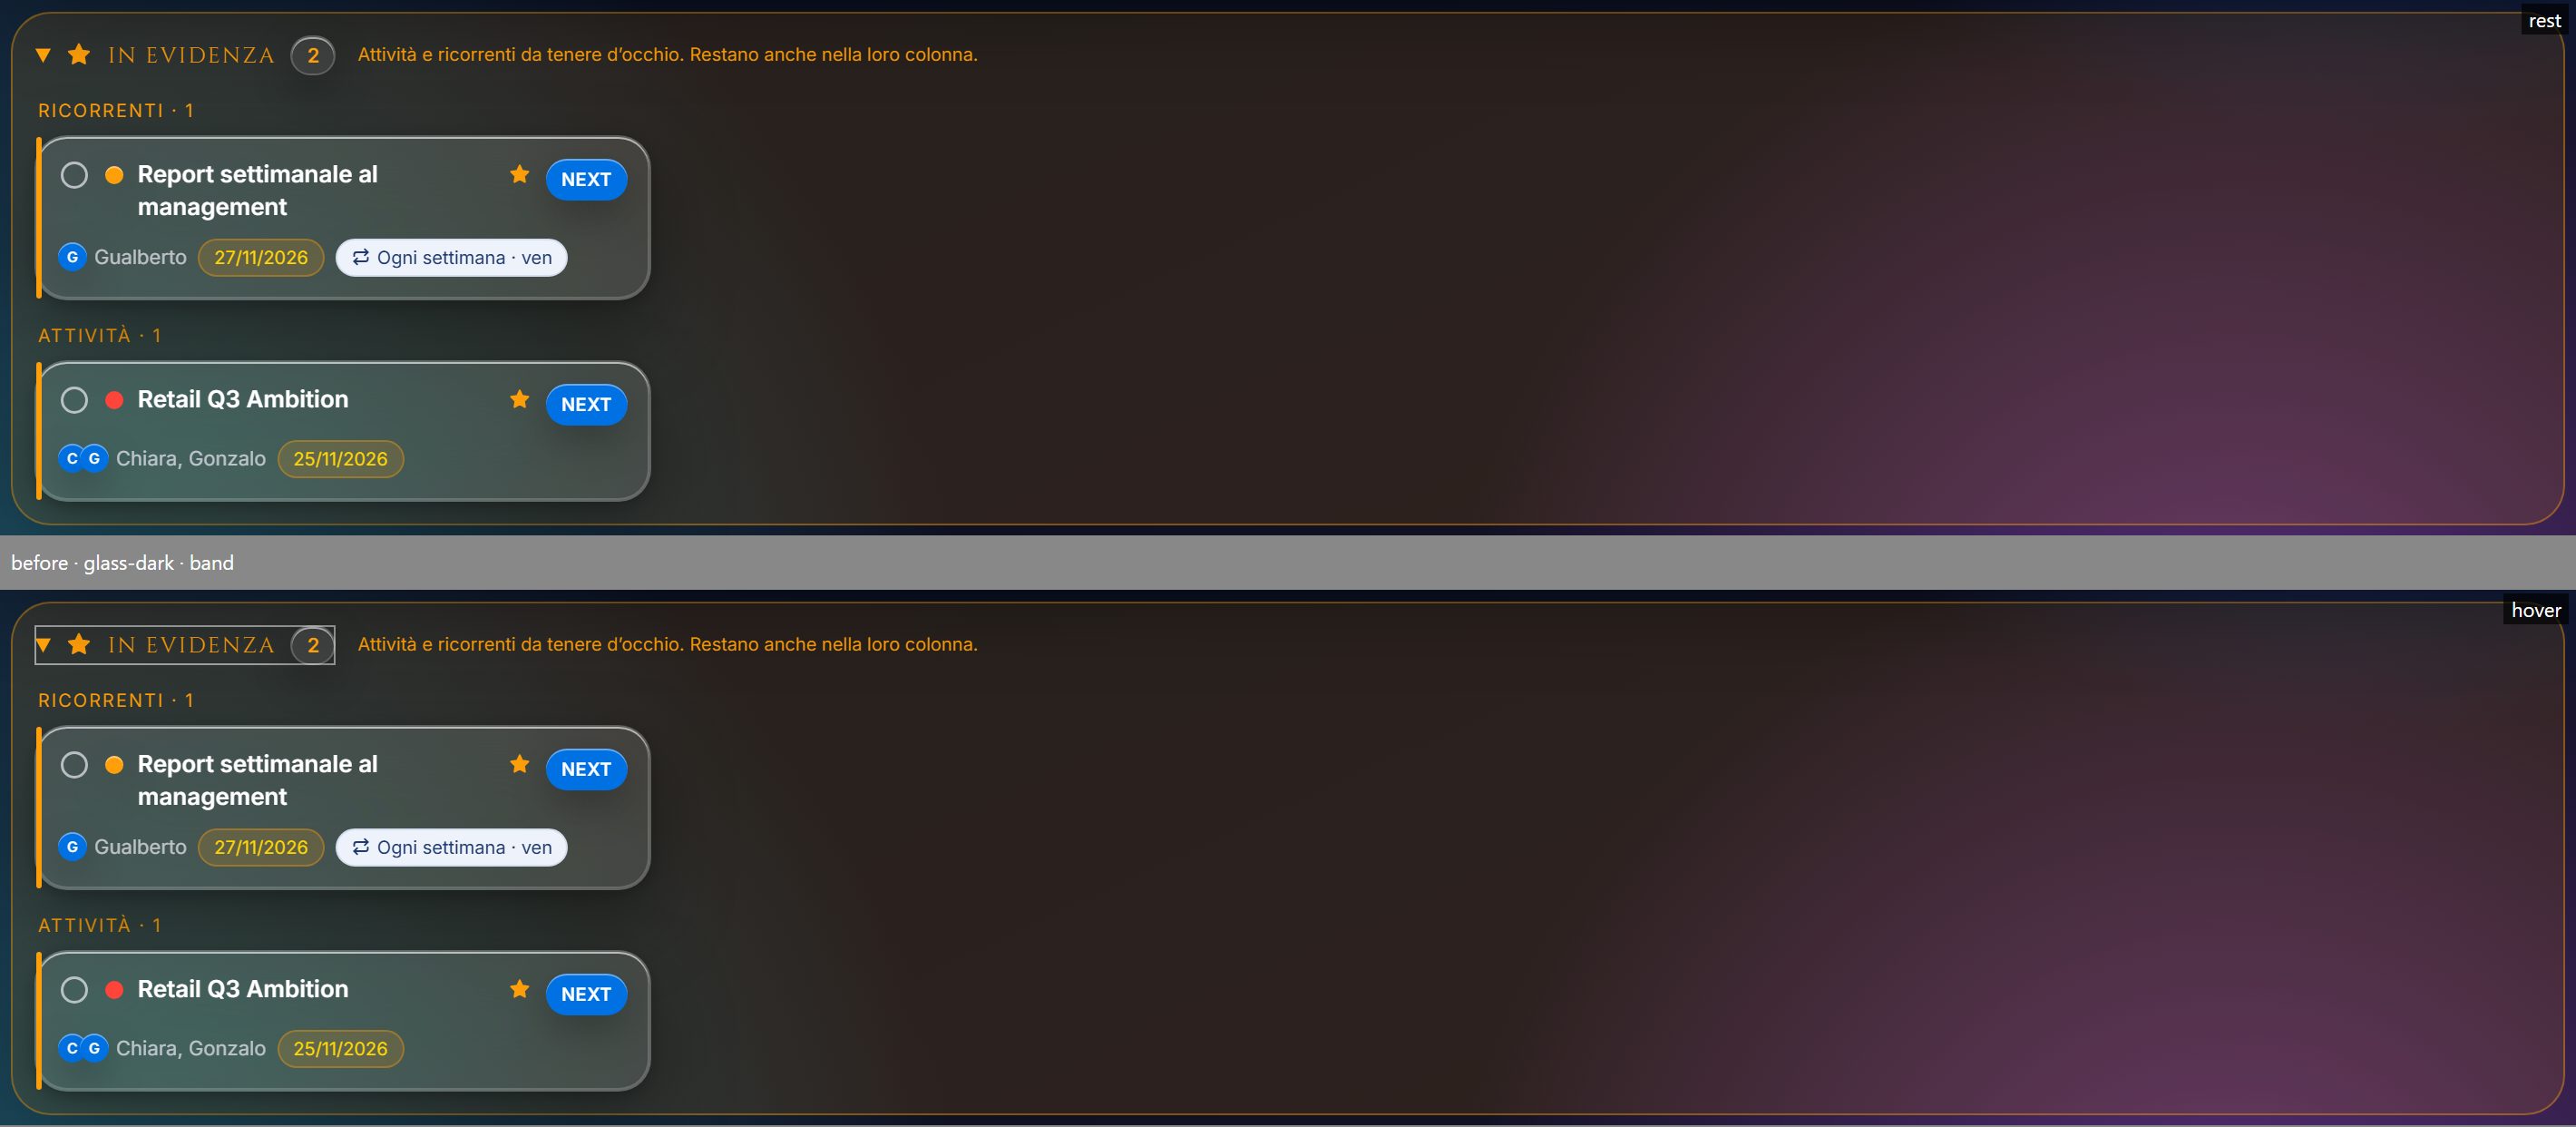 rest
▼ ★ IN EVIDENZA 2 Attività e ricorrenti da tenere d’occhio. Restano anche nella loro colonna.
RICORRENTI · 1
Report settimanale al management
★ NEXT
G Gualberto 27/11/2026 Ogni settimana · ven
ATTIVITÀ · 1
Retail Q3 Ambition ★ NEXT
C G Chiara, Gonzalo 25/11/2026
before · glass-dark · band
hover
▼ ★ IN EVIDENZA 2 Attività e ricorrenti da tenere d’occhio. Restano anche nella loro colonna.
RICORRENTI · 1
Report settimanale al management
★ NEXT
G Gualberto 27/11/2026 Ogni settimana · ven
ATTIVITÀ · 1
Retail Q3 Ambition ★ NEXT
C G Chiara, Gonzalo 25/11/2026